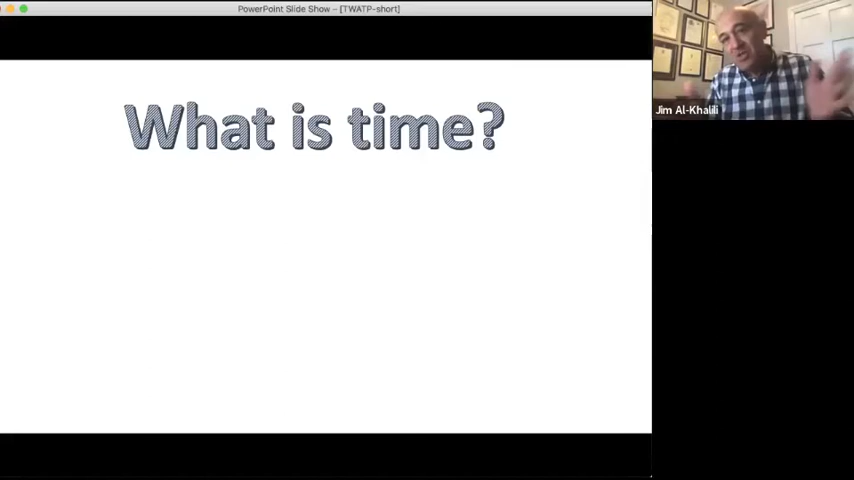 PowerPoint Slide Show – [TWATP-short]
What is time?
Jim Al-Khalili